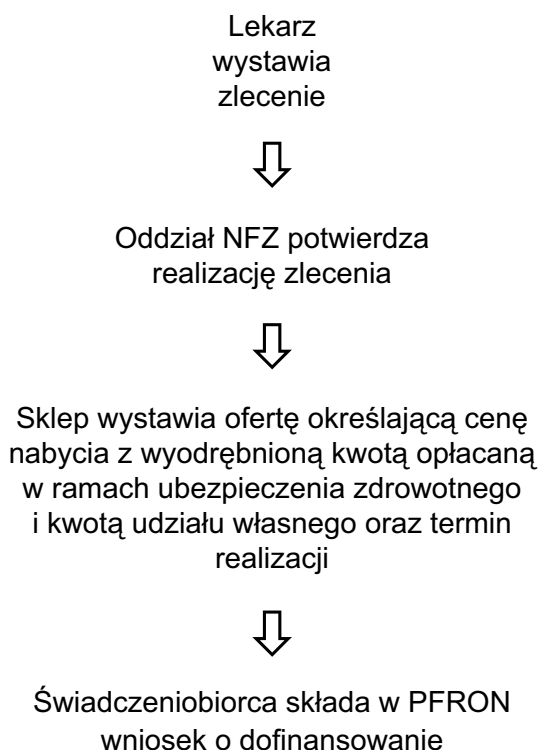 Lekarz
wystawia
zlecenie
Oddział NFZ potwierdza
realizację zlecenia
Sklep wystawia ofertę określającą cenę
nabycia z wyodrębnioną kwotą opłacaną
w ramach ubezpieczenia zdrowotnego
i kwotą udziału własnego oraz termin
realizacji
Świadczeniobiorca składa w PFRON
wniosek o dofinansowanie